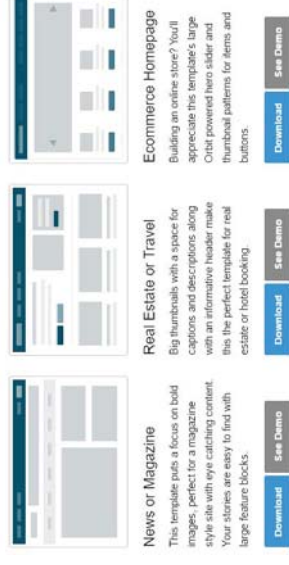 News or Magazine
This template puts a focus on bold
images, perfect for a magazine
style site with eye catching content.
Your stories are easy to find with
large feature blocks.
Download
See Demo
Real Estate or Travel
Big thumbnails with a space for
captions and descriptions along
with an informative header make
this the perfect template for real
estate or hotel booking.
Download
See Demo
Ecommerce Homepage
Building an online store? You'll
appreciate this template's large
Orbit powered hero slider and
thumbnail patterns for items and
buttons.
Download
See Demo